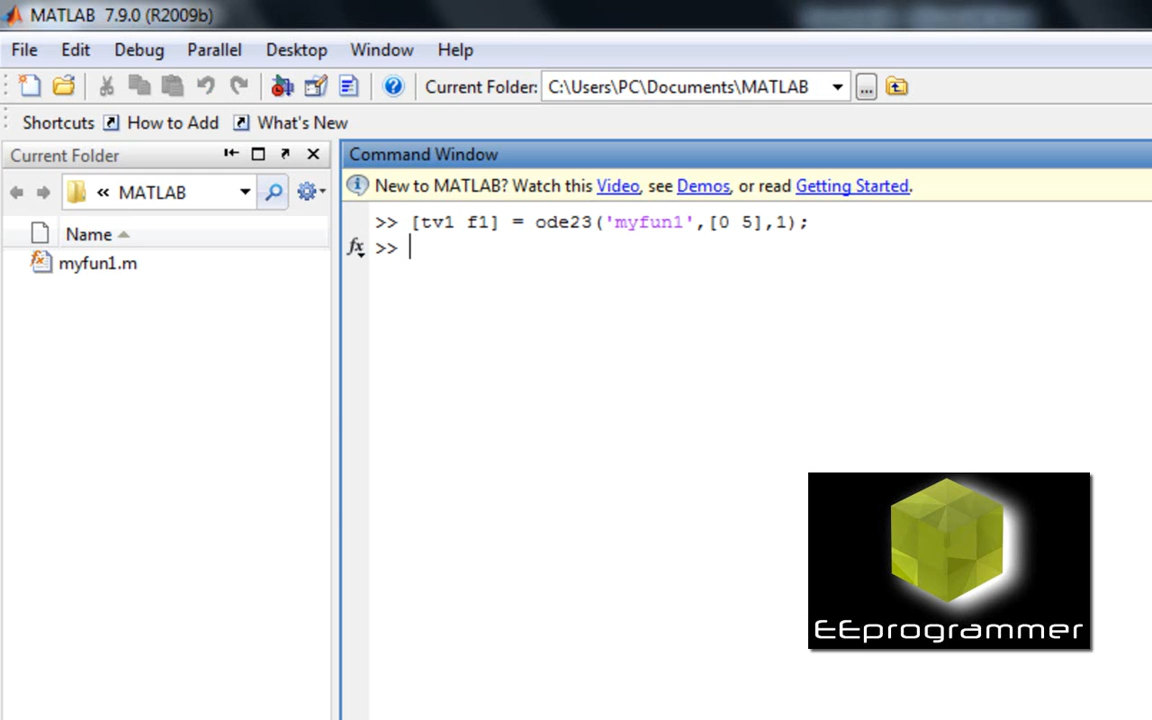 MATLAB 7.9.0 (R2009b)
File Edit Debug Parallel Desktop Window Help
Current Folder: C:\Users\PC\Documents\MATLAB ...
Shortcuts How to Add What's New
Current Folder
Command Window
« MATLAB
New to MATLAB? Watch this Video, see Demos, or read Getting Started.
Name
>> [tv1 f1] = ode23('myfun1',[0 5],1);
fx >>
myfun1.m
EEprogrammer